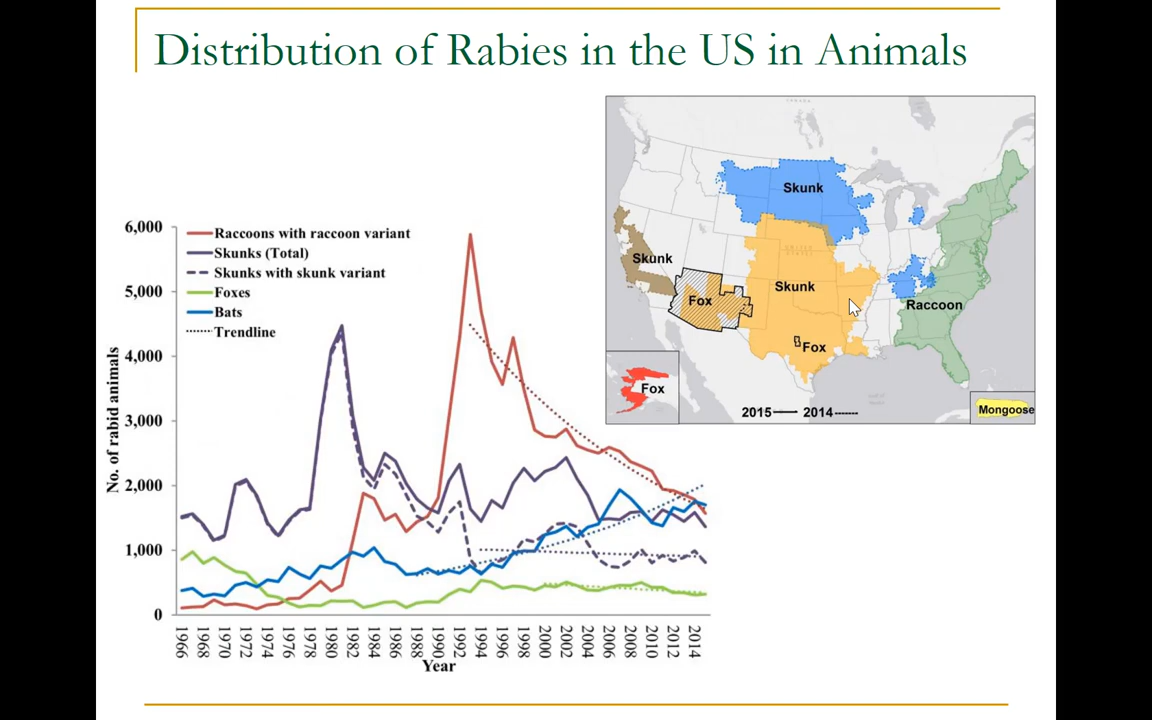 Distribution of Rabies in the US in Animals
Skunk
Skunk
Skunk
Fox
Raccoon
Fox
Fox
Mongoose
2015 2014
6,000
5,000
4,000
3,000
2,000
1,000
0
No. of rabid animals
Raccoons with raccoon variant
Skunks (Total)
Skunks with skunk variant
Foxes
Bats
Trendline
1966
1968
1970
1972
1974
1976
1978
1980
1982
1984
1986
1988
1990
1992
1994
1996
1998
2000
2002
2004
2006
2008
2010
2012
2014
Year